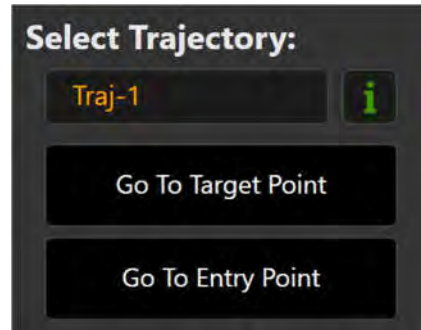 Select Trajectory:
Traj-1 i
Go To Target Point
Go To Entry Point